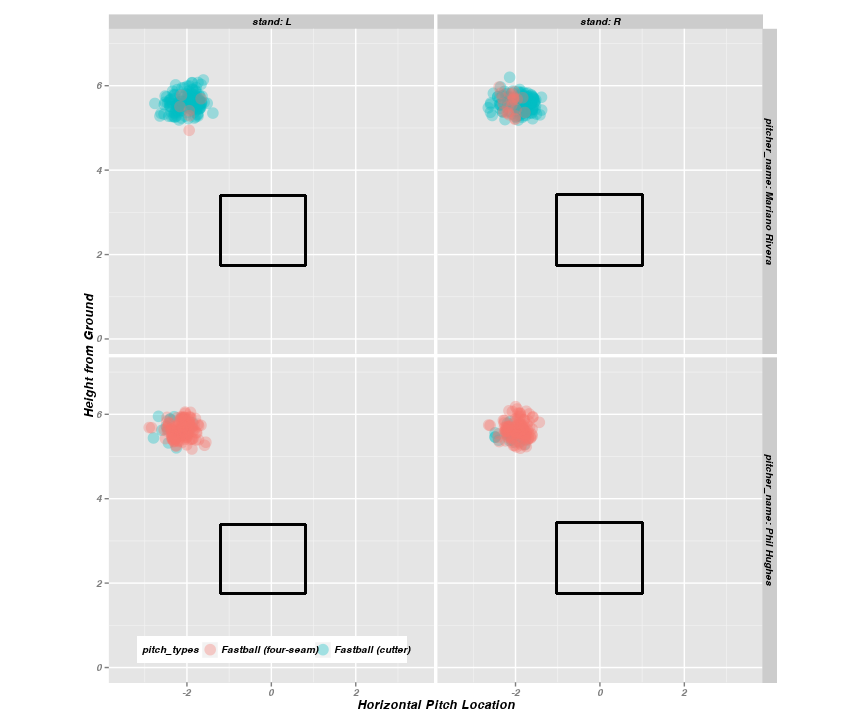 stand: L
stand: R
6
4
2
0
pitcher_name: Mariano Rivera
Height from Ground
6
4
2
0
pitcher_name: Phil Hughes
pitch_types Fastball (four-seam) Fastball (cutter)
-2 0 2 -2 0 2
Horizontal Pitch Location